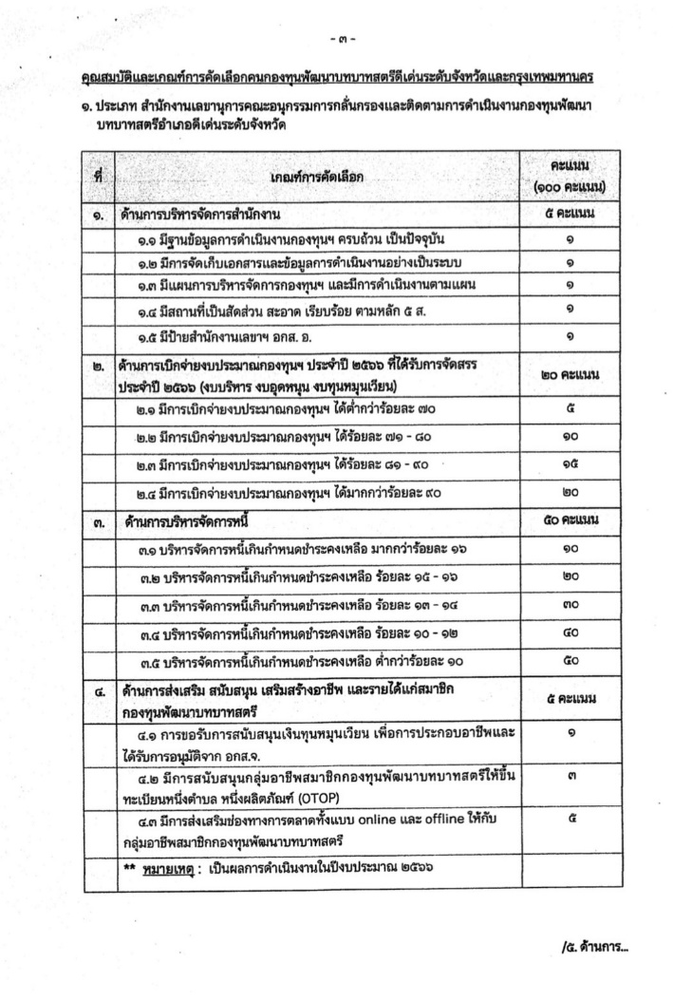 - ๓ -
คุณสมบัติและเกณฑ์การคัดเลือกคนกองทุนพัฒนาบทบาทสตรีดีเด่นระดับจังหวัดและกรุงเทพมหานคร
๑. ประเภท สำนักงานเลขานุการคณะอนุกรรมการกลั่นกรองและติดตามการดำเนินงานกองทุนพัฒนา
บทบาทสตรีอำเภอดีเด่นระดับจังหวัด
ที่ เกณฑ์การคัดเลือก คะแนน
(๑๐๐ คะแนน)
๑. ด้านการบริหารจัดการสำนักงาน ๕ คะแนน
๑.๑ มีฐานข้อมูลการดำเนินงานกองทุนฯ ครบถ้วน เป็นปัจจุบัน ๑
๑.๒ มีการจัดเก็บเอกสารและข้อมูลการดำเนินงานอย่างเป็นระบบ ๑
๑.๓ มีแผนการบริหารจัดการกองทุนฯ และมีการดำเนินงานตามแผน ๑
๑.๔ มีสถานที่เป็นสัดส่วน สะอาด เรียบร้อย ตามหลัก ๕ ส. ๑
๑.๕ มีป้ายสำนักงานเลขาฯ อกส. อ. ๑
๒. ด้านการเบิกจ่ายงบประมาณกองทุนฯ ประจำปี ๒๕๖๖ ที่ได้รับการจัดสรร
ประจำปี ๒๕๖๖ (งบบริหาร งบอุดหนุน งบทุนหมุนเวียน) ๒๐ คะแนน
๒.๑ มีการเบิกจ่ายงบประมาณกองทุนฯ ได้ต่ำกว่าร้อยละ ๗๐ ๕
๒.๒ มีการเบิกจ่ายงบประมาณกองทุนฯ ได้ร้อยละ ๗๑ - ๘๐ ๑๐
๒.๓ มีการเบิกจ่ายงบประมาณกองทุนฯ ได้ร้อยละ ๘๑ - ๙๐ ๑๕
๒.๔ มีการเบิกจ่ายงบประมาณกองทุนฯ ได้มากกว่าร้อยละ ๙๐ ๒๐
๓. ด้านการบริหารจัดการหนี้ ๕๐ คะแนน
๓.๑ บริหารจัดการหนี้เกินกำหนดชำระคงเหลือ มากกว่าร้อยละ ๑๖ ๑๐
๓.๒ บริหารจัดการหนี้เกินกำหนดชำระคงเหลือ ร้อยละ ๑๕ - ๑๖ ๒๐
๓.๓ บริหารจัดการหนี้เกินกำหนดชำระคงเหลือ ร้อยละ ๑๓ - ๑๔ ๓๐
๓.๔ บริหารจัดการหนี้เกินกำหนดชำระคงเหลือ ร้อยละ ๑๐ - ๑๒ ๔๐
๓.๕ บริหารจัดการหนี้เกินกำหนดชำระคงเหลือ ต่ำกว่าร้อยละ ๑๐ ๕๐
๔. ด้านการส่งเสริม สนับสนุน เสริมสร้างอาชีพ และรายได้แก่สมาชิก
กองทุนพัฒนาบทบาทสตรี ๕ คะแนน
๔.๑ การขอรับการสนับสนุนเงินทุนหมุนเวียน เพื่อการประกอบอาชีพและ ๑
ได้รับการอนุมัติจาก อกส.จ.
๔.๒ มีการสนับสนุนกลุ่มอาชีพสมาชิกกองทุนพัฒนาบทบาทสตรีให้ขึ้น ๓
ทะเบียนหนึ่งตำบล หนึ่งผลิตภัณฑ์ (OTOP)
๔.๓ มีการส่งเสริมช่องทางการตลาดทั้งแบบ online และ offline ให้กับ ๕
กลุ่มอาชีพสมาชิกกองทุนพัฒนาบทบาทสตรี
** หมายเหตุ : เป็นผลการดำเนินงานในปีงบประมาณ ๒๕๖๖
/๕. ด้านการ...